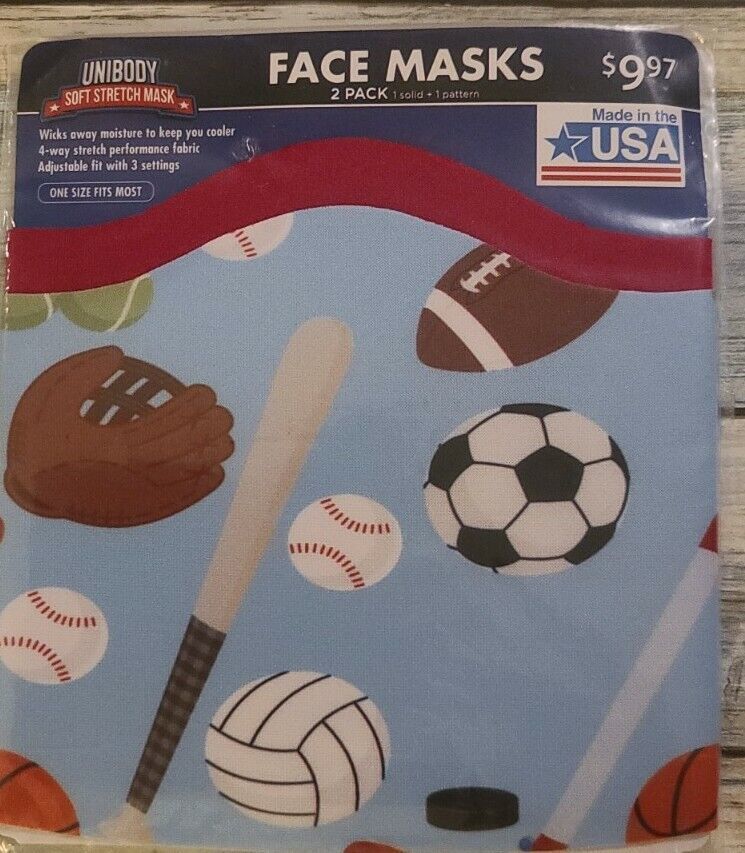 UNIBODY
SOFT STRETCH MASK
FACE MASKS
2 PACK 1 solid + 1 pattern
$9.97
Wicks away moisture to keep you cooler
4-way stretch performance fabric
Adjustable fit with 3 settings
ONE SIZE FITS MOST
Made in the
USA